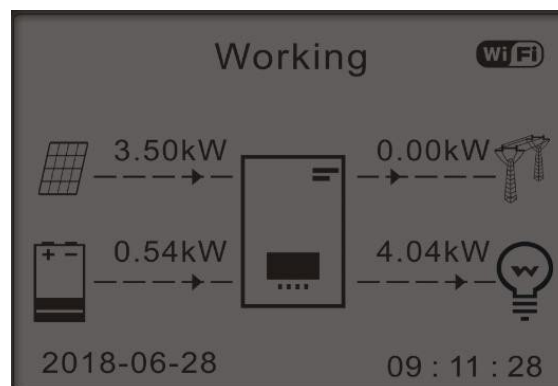 Working
WiFi
3.50kW
0.00kW
+ −
0.54kW
4.04kW
2018-06-28
09 : 11 : 28